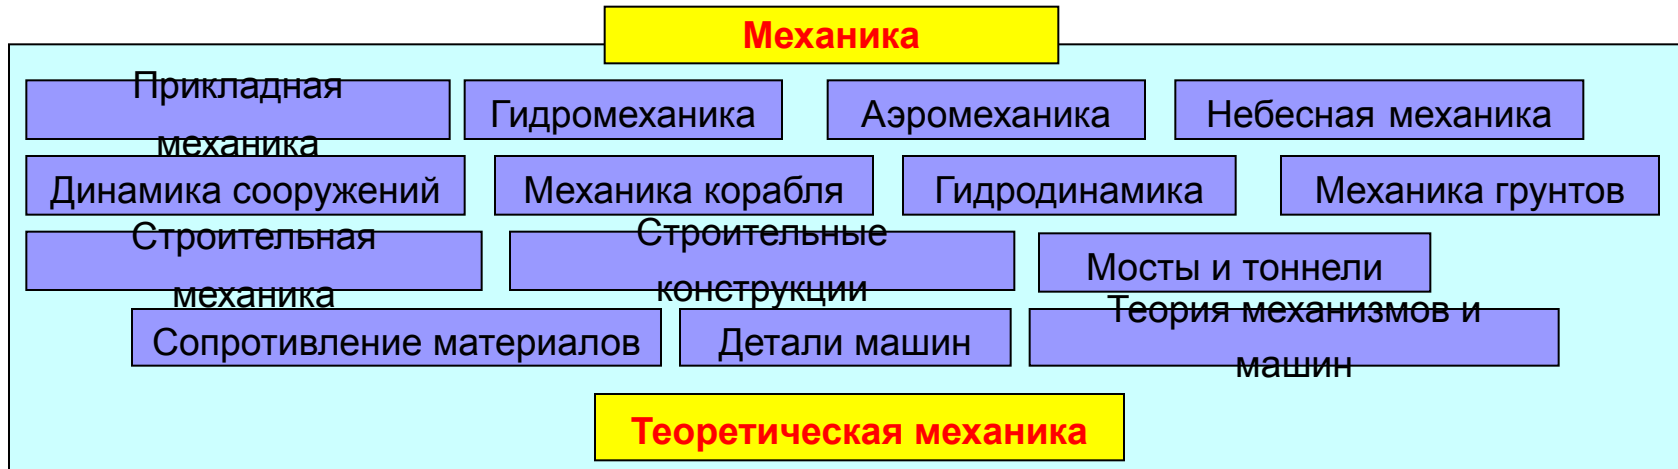 Механика
Прикладная
механика
Гидромеханика
Аэромеханика
Небесная механика
Динамика сооружений
Механика корабля
Гидродинамика
Механика грунтов
Строительная
механика
Строительные
конструкции
Мосты и тоннели
Сопротивление материалов
Детали машин
Теория механизмов и
машин
Теоретическая механика